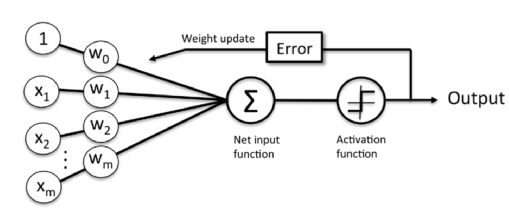 1
w0
Weight update
Error
x1
w1
Σ
Output
x2
w2
⋮
Net input
function
Activation
function
xm
wm